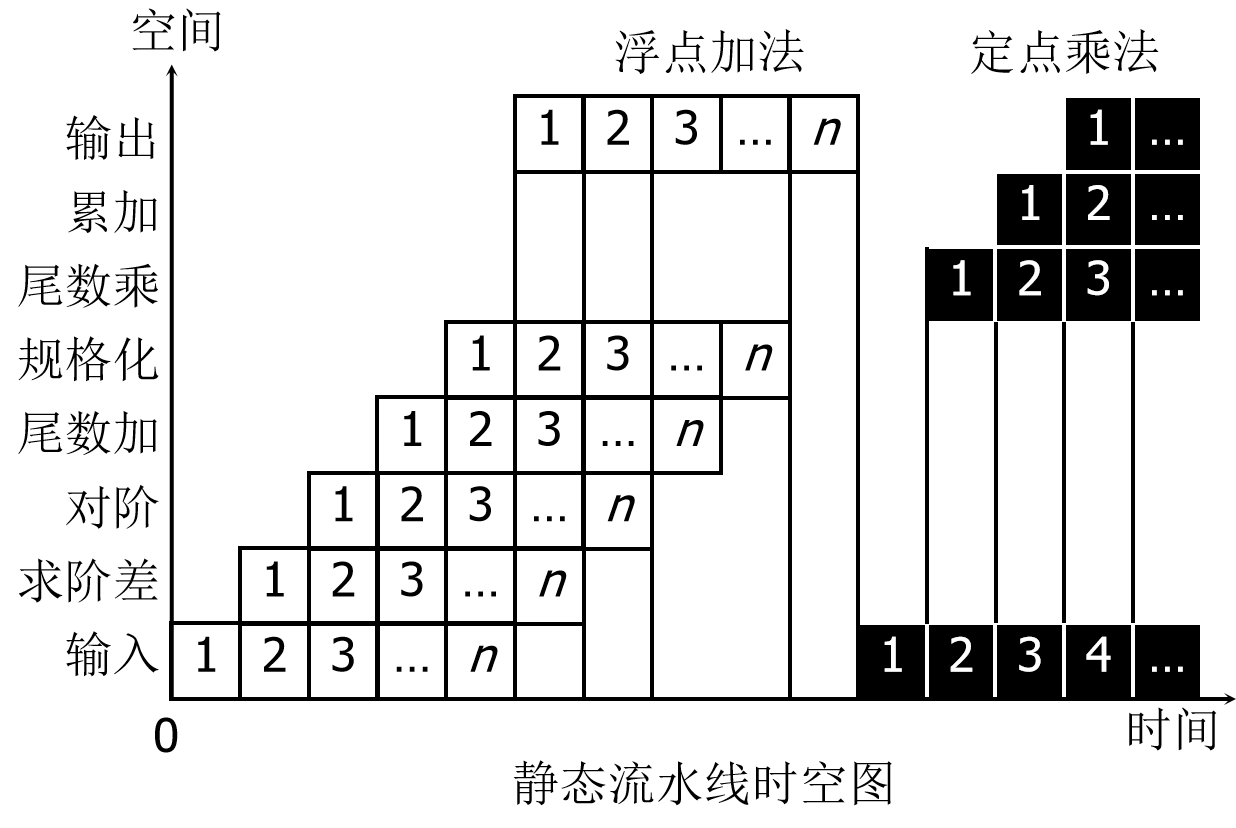 空间
浮点加法 定点乘法
输出 1 2 3 ... n 1 ...
累加 1 2 ...
尾数乘 1 2 3 ...
规格化 1 2 3 ... n
尾数加 1 2 3 ... n
对阶 1 2 3 ... n
求阶差 1 2 3 ... n
输入 1 2 3 ... n 1 2 3 4 ...
0 时间
静态流水线时空图